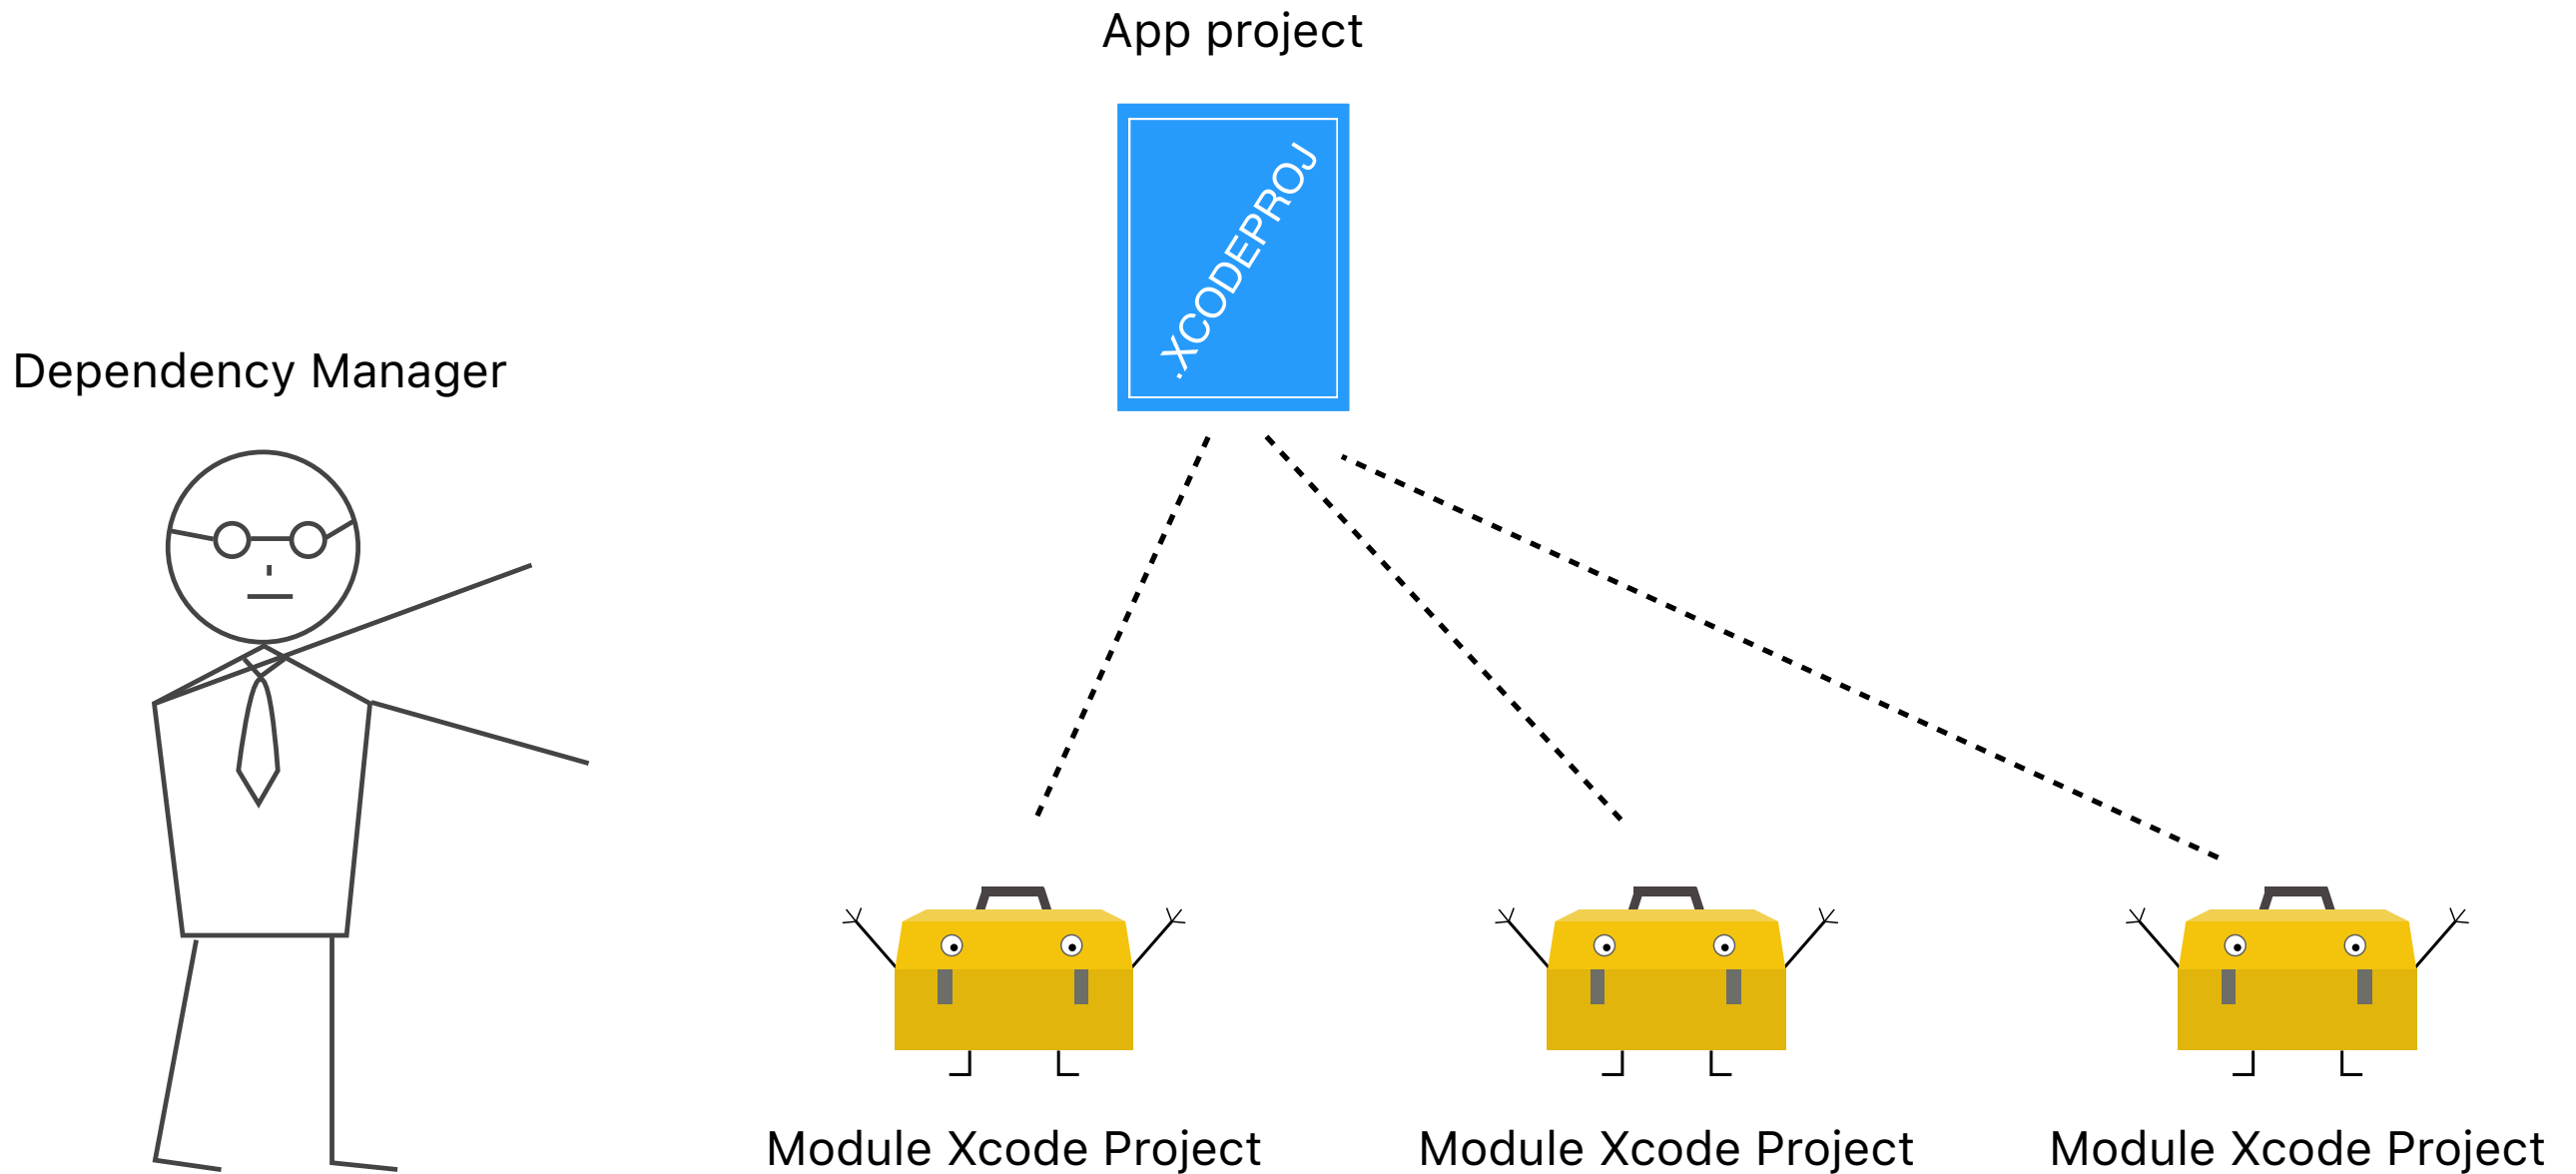 App project
.XCODEPROJ
Dependency Manager
Module Xcode Project
Module Xcode Project
Module Xcode Project